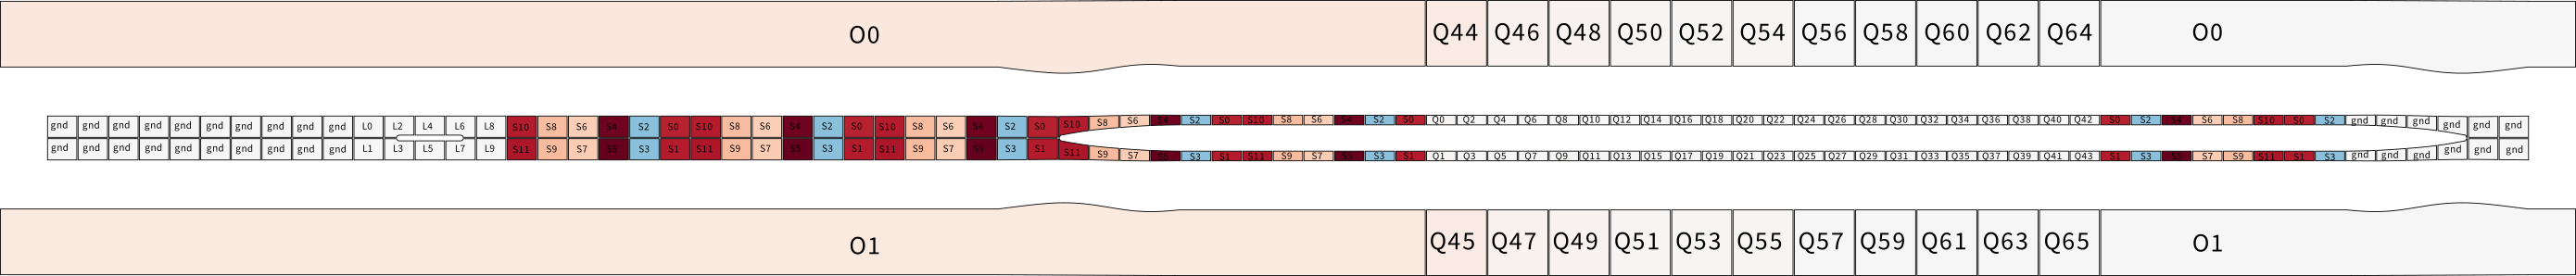 O0 Q44 Q46 Q48 Q50 Q52 Q54 Q56 Q58 Q60 Q62 Q64 O0
gnd gnd gnd gnd gnd gnd gnd gnd gnd gnd L0 L2 L4 L6 L8 S10 S8 S6 S4 S2 S0 S10 S8 S6 S4 S2 S0 S10 S8 S6 S4 S2 S0 S10 S8 S6 S4 S2 S0 S10 S8 S6 S4 S2 S0 Q0 Q2 Q4 Q6 Q8 Q10 Q12 Q14 Q16 Q18 Q20 Q22 Q24 Q26 Q28 Q30 Q32 Q34 Q36 Q38 Q40 Q42 S0 S2 S4 S6 S8 S10 S0 S2 gnd gnd gnd gnd gnd gnd
gnd gnd gnd gnd gnd gnd gnd gnd gnd gnd L1 L3 L5 L7 L9 S11 S9 S7 S5 S3 S1 S11 S9 S7 S5 S3 S1 S11 S9 S7 S5 S3 S1 S11 S9 S7 S5 S3 S1 S11 S9 S7 S5 S3 S1 Q1 Q3 Q5 Q7 Q9 Q11 Q13 Q15 Q17 Q19 Q21 Q23 Q25 Q27 Q29 Q31 Q33 Q35 Q37 Q39 Q41 Q43 S1 S3 S5 S7 S9 S11 S1 S3 gnd gnd gnd gnd gnd gnd
O1 Q45 Q47 Q49 Q51 Q53 Q55 Q57 Q59 Q61 Q63 Q65 O1